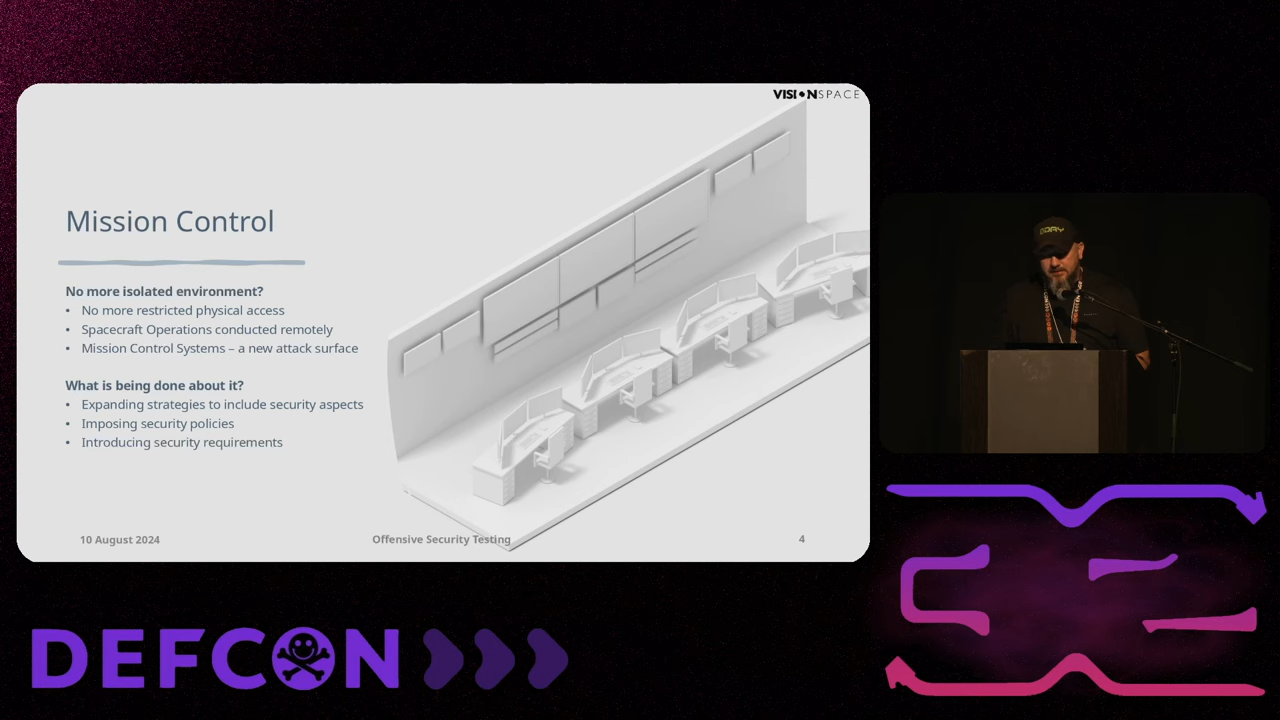 VISI●NSPACE
Mission Control
No more isolated environment?
• No more restricted physical access
• Spacecraft Operations conducted remotely
• Mission Control Systems – a new attack surface
What is being done about it?
• Expanding strategies to include security aspects
• Imposing security policies
• Introducing security requirements
10 August 2024
Offensive Security Testing
4
DEFCON